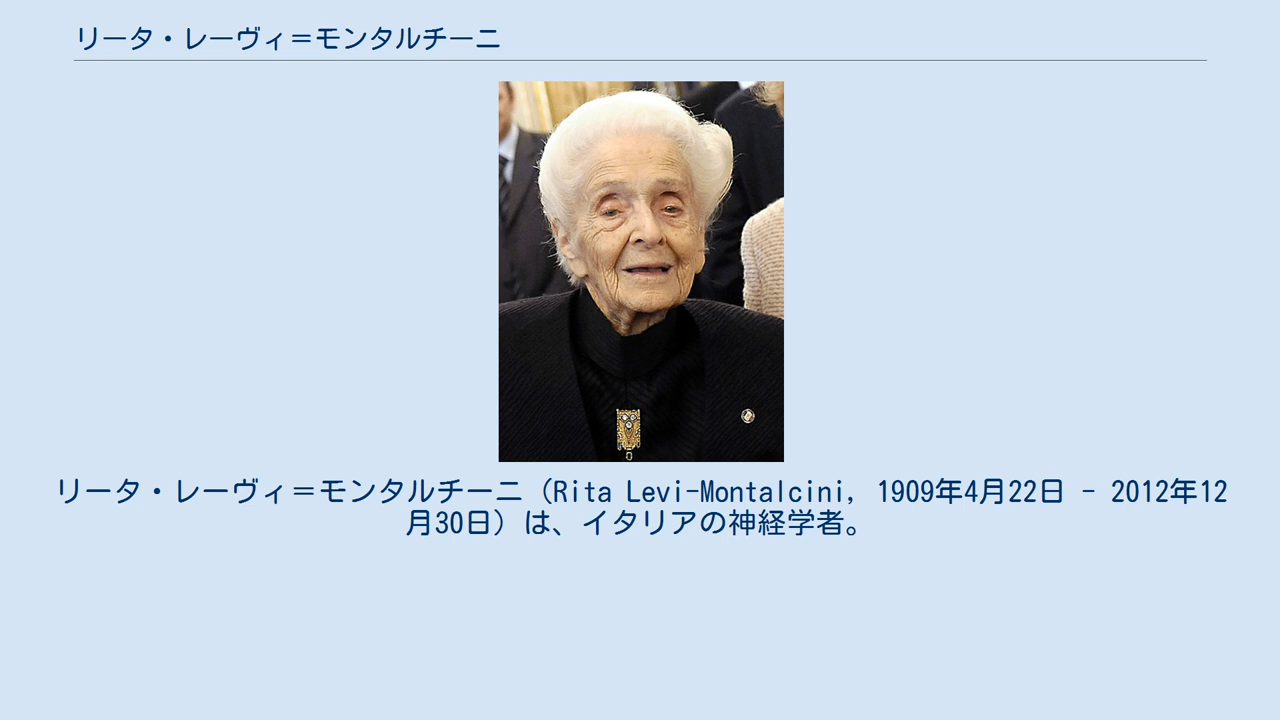 リータ・レーヴィ＝モンタルチーニ
リータ・レーヴィ＝モンタルチーニ（Rita Levi-Montalcini, 1909年4月22日 - 2012年12
月30日）は、イタリアの神経学者。